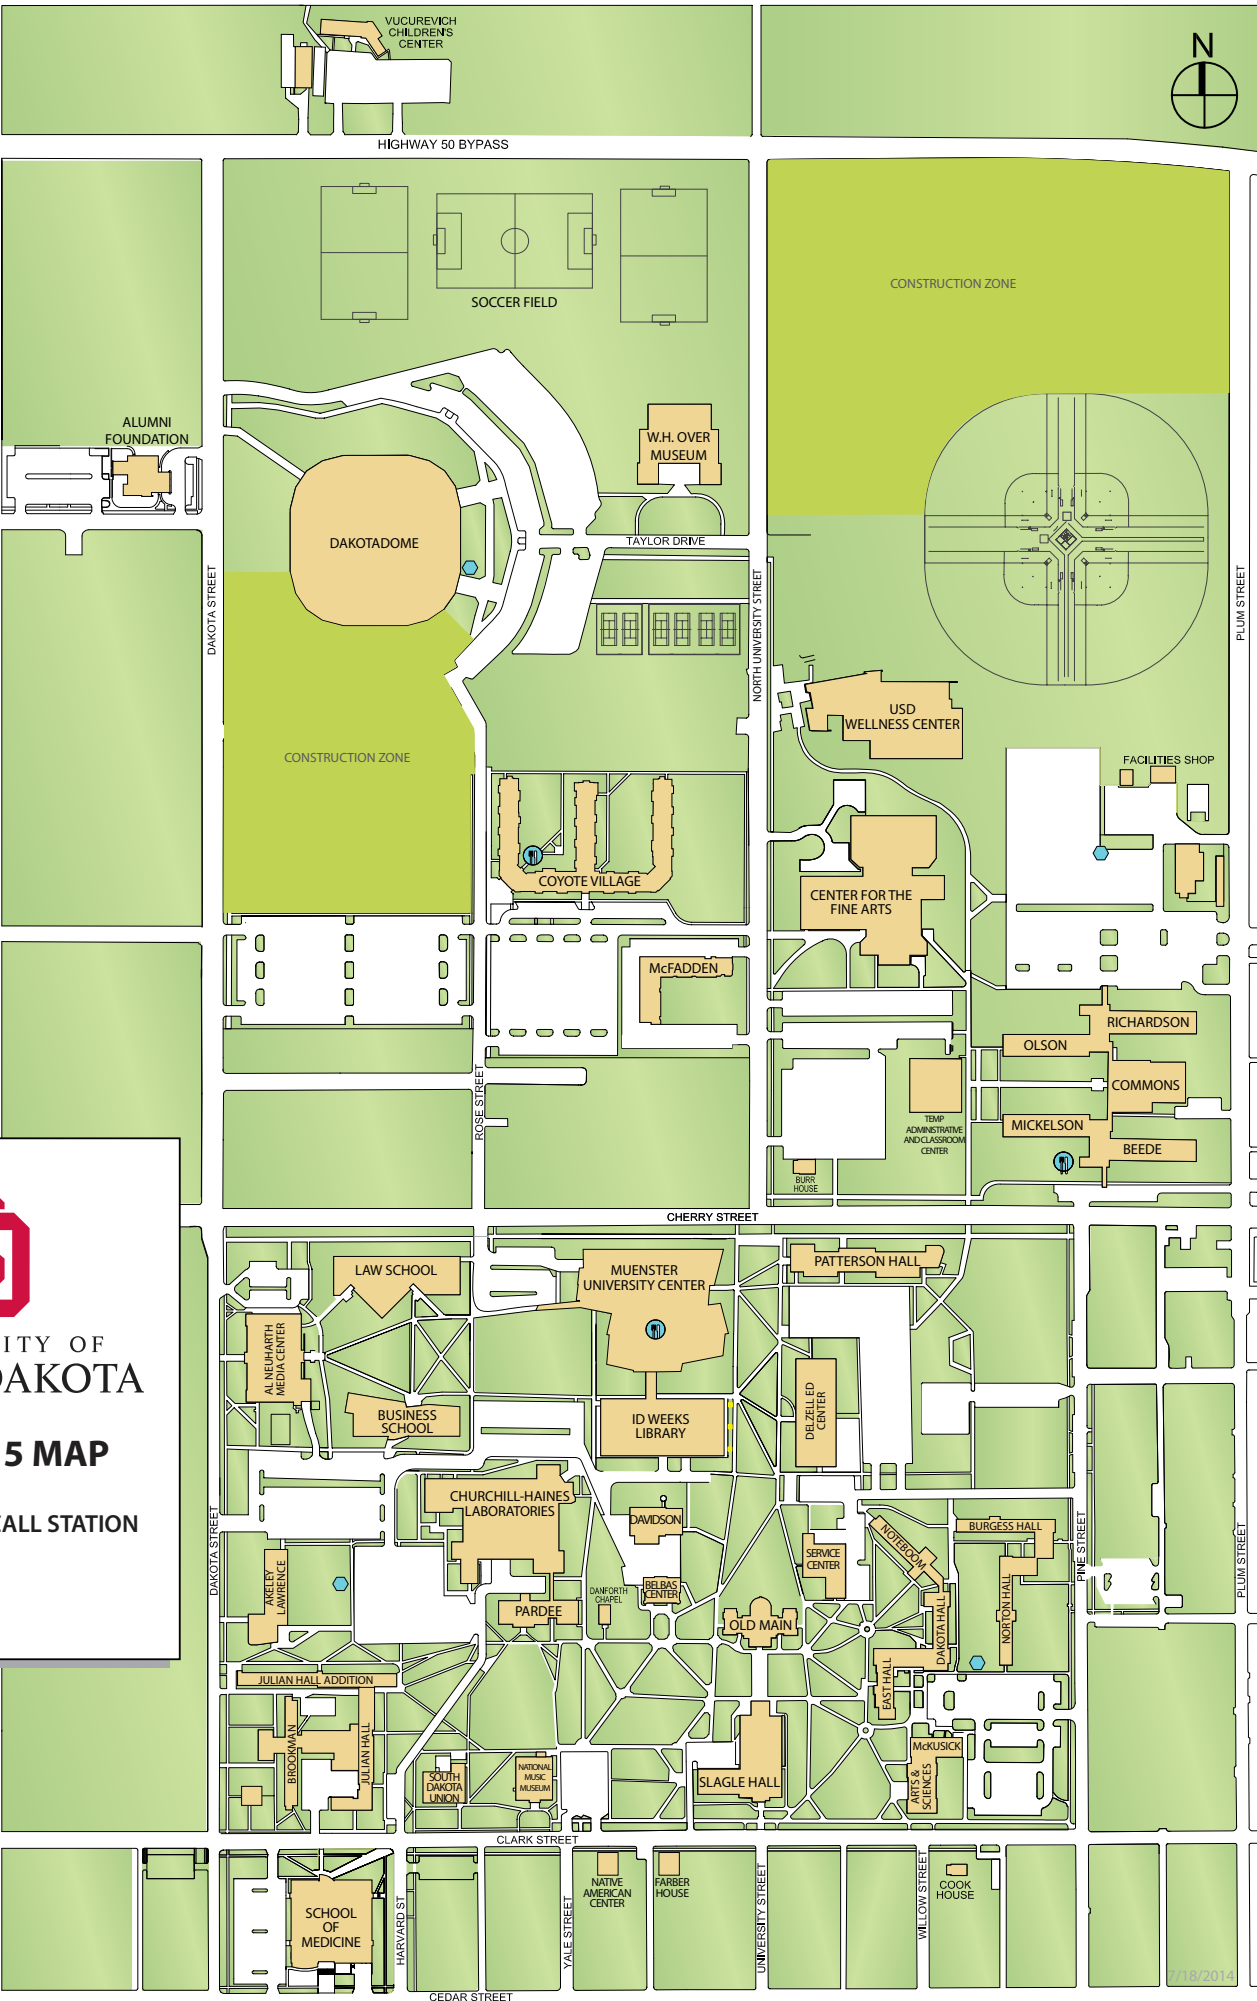 VUCUREVICH
CHILDREN'S
CENTER
N
HIGHWAY 50 BYPASS
CONSTRUCTION ZONE
SOCCER FIELD
ALUMNI
FOUNDATION
W.H. OVER
MUSEUM
DAKOTADOME
TAYLOR DRIVE
DAKOTA STREET
NORTH UNIVERSITY STREET
PLUM STREET
USD
WELLNESS CENTER
CONSTRUCTION ZONE
FACILITIES SHOP
COYOTE VILLAGE
CENTER FOR THE
FINE ARTS
McFADDEN
RICHARDSON
OLSON
COMMONS
ROSE STREET
TEMP
ADMINISTRATIVE
AND CLASSROOM
CENTER
MICKELSON
BEEDE
BURR
HOUSE
CHERRY STREET
LAW SCHOOL
MUENSTER
UNIVERSITY CENTER
PATTERSON HALL
ITY OF
DAKOTA
AL NEUHARTH
MEDIA CENTER
BUSINESS
SCHOOL
ID WEEKS
LIBRARY
DELZELL ED
CENTER
5 MAP
CALL STATION
CHURCHILL-HAINES
LABORATORIES
DAVIDSON
NOTEBOOM
BURGESS HALL
DAKOTA STREET
PINE STREET
PLUM STREET
SERVICE
CENTER
AKELEY
LAWRENCE
BELBAS
CENTER
DANFORTH
CHAPEL
PARDEE
OLD MAIN
DAKOTA HALL
NORTON HALL
JULIAN HALL ADDITION
EAST HALL
BROOKMAN
JULIAN HALL
McKUSICK
SOUTH
DAKOTA
UNION
NATIONAL
MUSIC
MUSEUM
SLAGLE HALL
ARTS &
SCIENCES
CLARK STREET
SCHOOL
OF
MEDICINE
HARVARD ST
YALE STREET
NATIVE
AMERICAN
CENTER
FARBER
HOUSE
UNIVERSITY STREET
WILLOW STREET
COOK
HOUSE
7/18/2014
CEDAR STREET